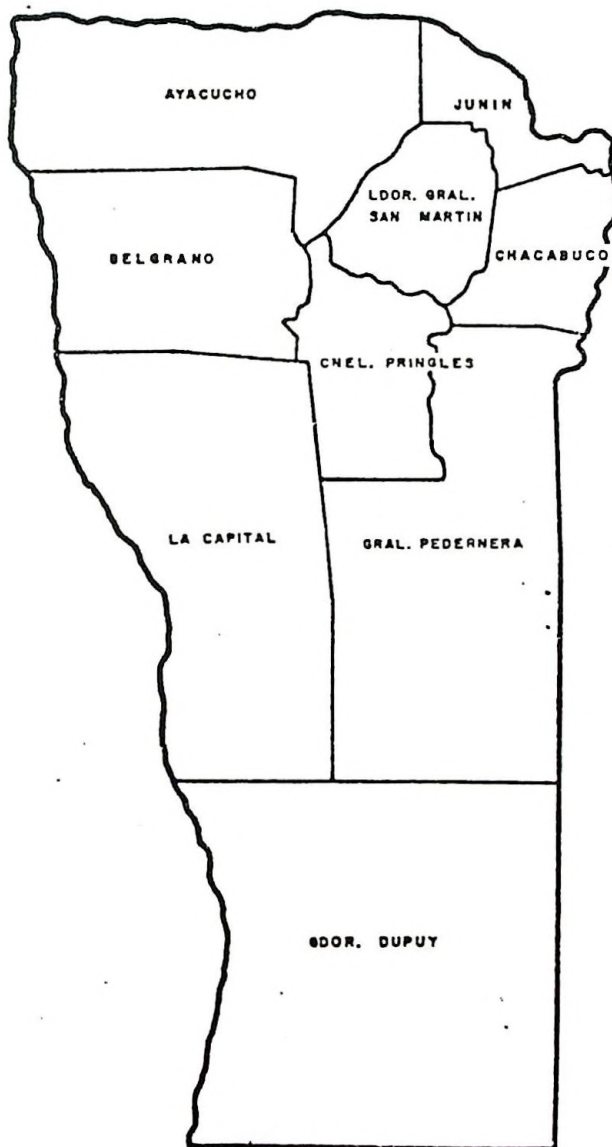 AYACUCHO
JUNIN
LDOR. GRAL.
SAN MARTIN
BELGRANO
CHACABUCO
CNEL. PRINGLES
LA CAPITAL
GRAL. PEDERNERA
GDOR. DUPUY